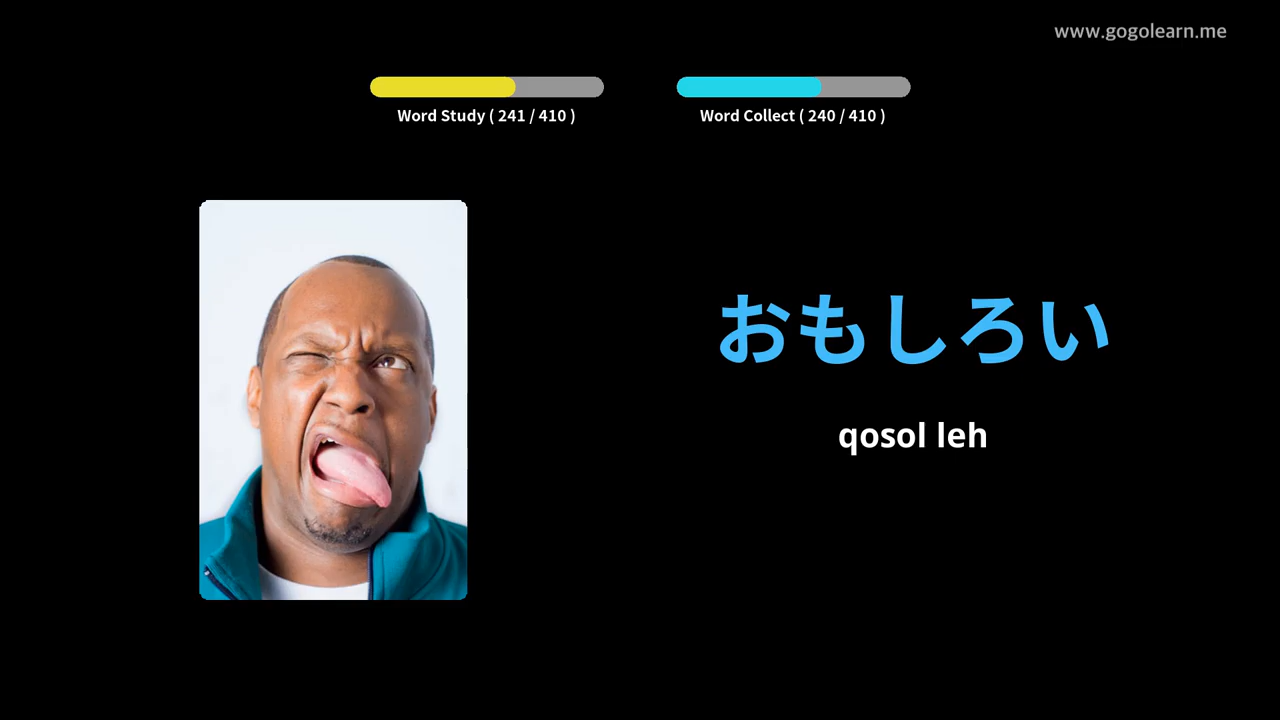 www.gogolearn.me
Word Study ( 241 / 410 )
Word Collect ( 240 / 410 )
おもしろい
qosol leh